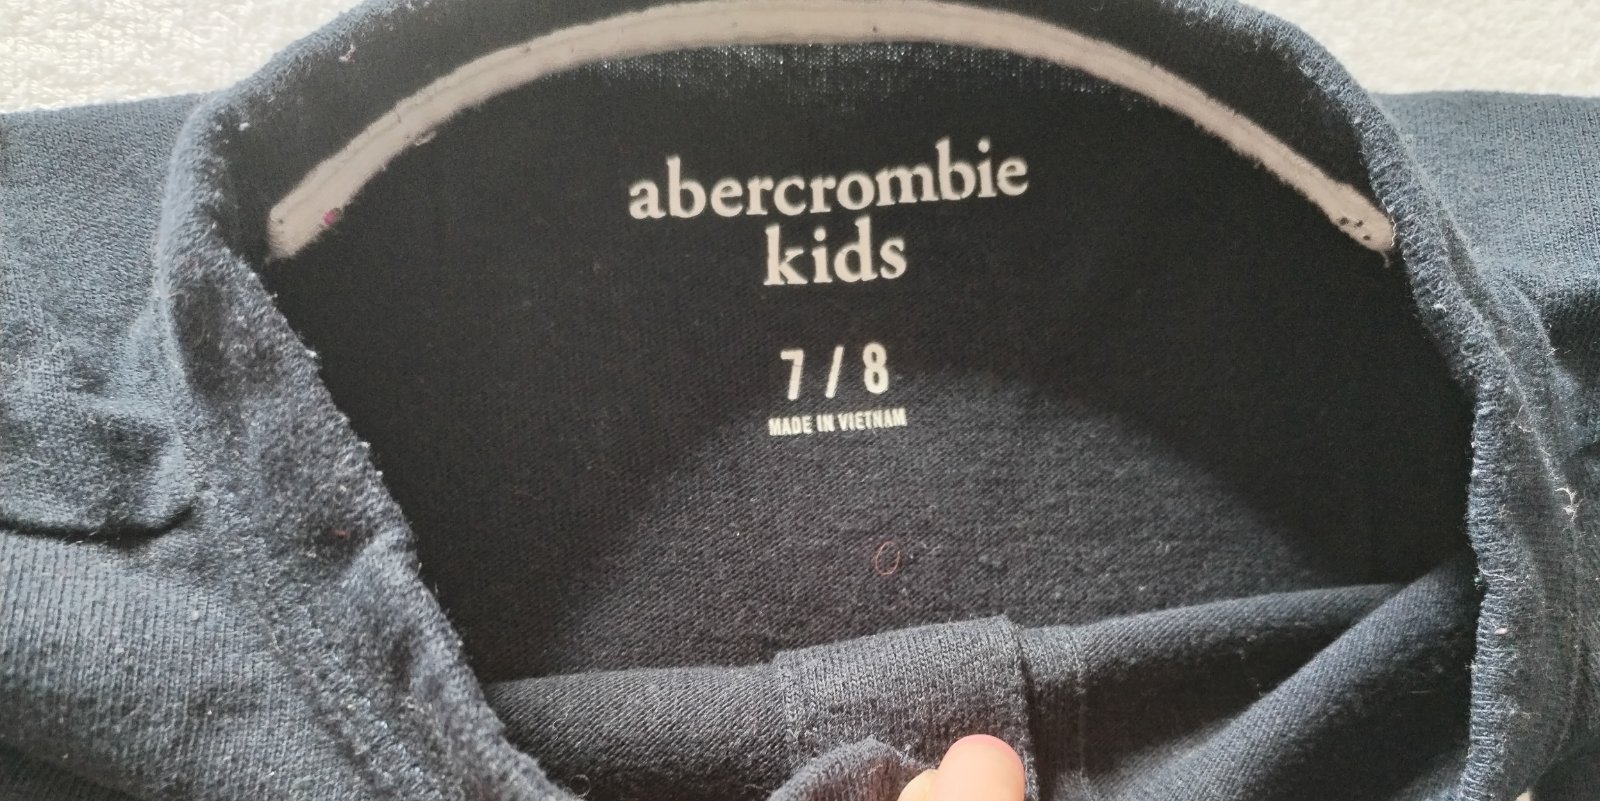 abercrombie
kids
7 / 8
MADE IN VIETNAM